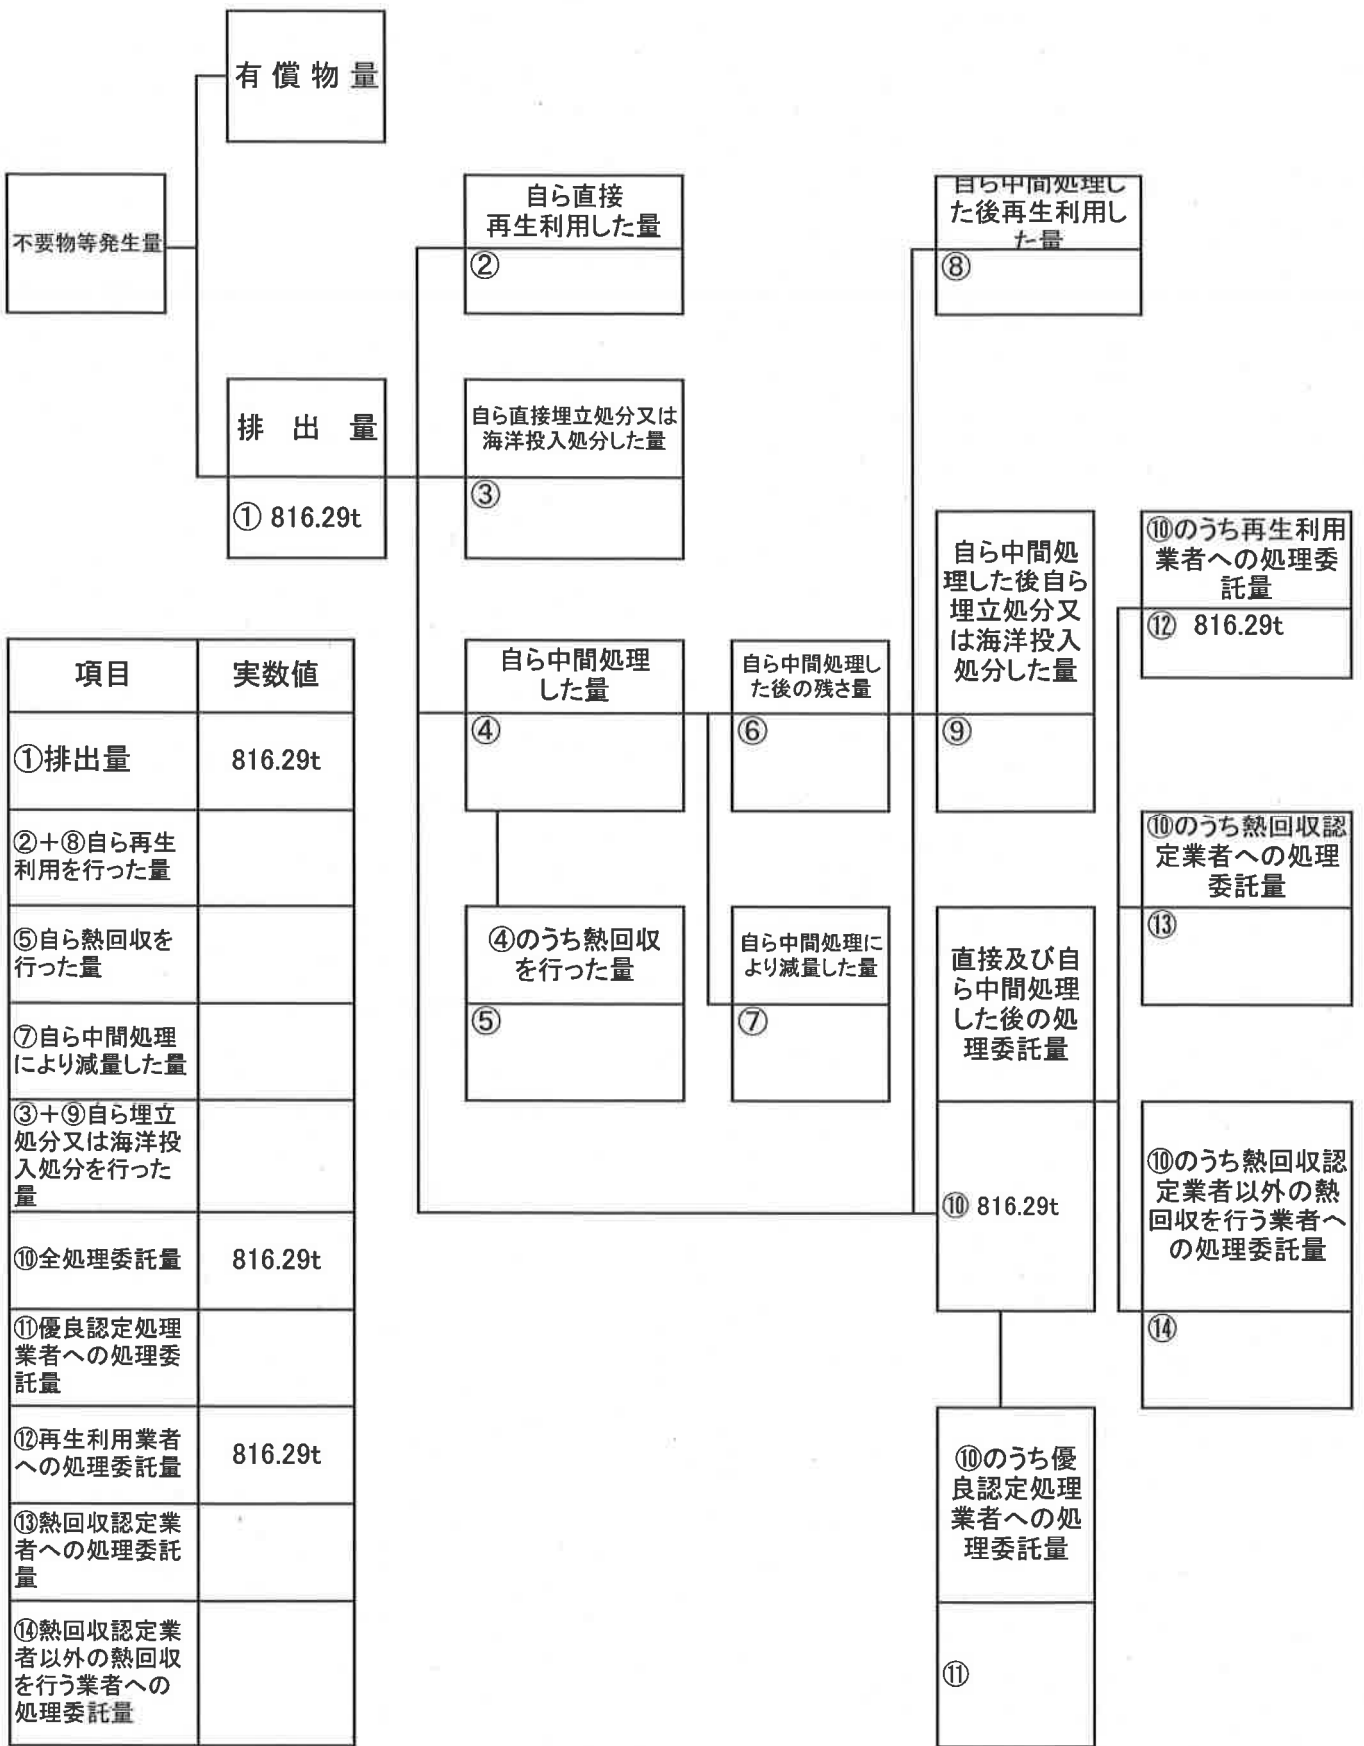 有償物量
不要物等発生量
自ら直接
再生利用した量
②
自ら中間処理し
た後再生利用し
た量
⑧
排出量
① 816.29t
自ら直接埋立処分又は
海洋投入処分した量
③
自ら中間処理
した量
④
自ら中間処理し
た後の残さ量
⑥
自ら中間処
理した後自ら
埋立処分又
は海洋投入
処分した量
⑨
⑩のうち再生利用
業者への処理委
託量
⑫ 816.29t
④のうち熱回収
を行った量
⑤
自ら中間処理に
より減量した量
⑦
直接及び自
ら中間処理
した後の処
理委託量
⑩ 816.29t
⑩のうち熱回収認
定業者への処理
委託量
⑬
⑩のうち熱回収認
定業者以外の熱
回収を行う業者へ
の処理委託量
⑭
⑩のうち優
良認定処理
業者への処
理委託量
⑪
項目 実数値
①排出量 816.29t
②+⑧自ら再生
利用を行った量
⑤自ら熱回収を
行った量
⑦自ら中間処理
により減量した量
③+⑨自ら埋立
処分又は海洋投
入処分を行った
量
⑩全処理委託量 816.29t
⑪優良認定処理
業者への処理委
託量
⑫再生利用業者
への処理委託量 816.29t
⑬熱回収認定業
者への処理委託
量
⑭熱回収認定業
者以外の熱回収
を行う業者への
処理委託量